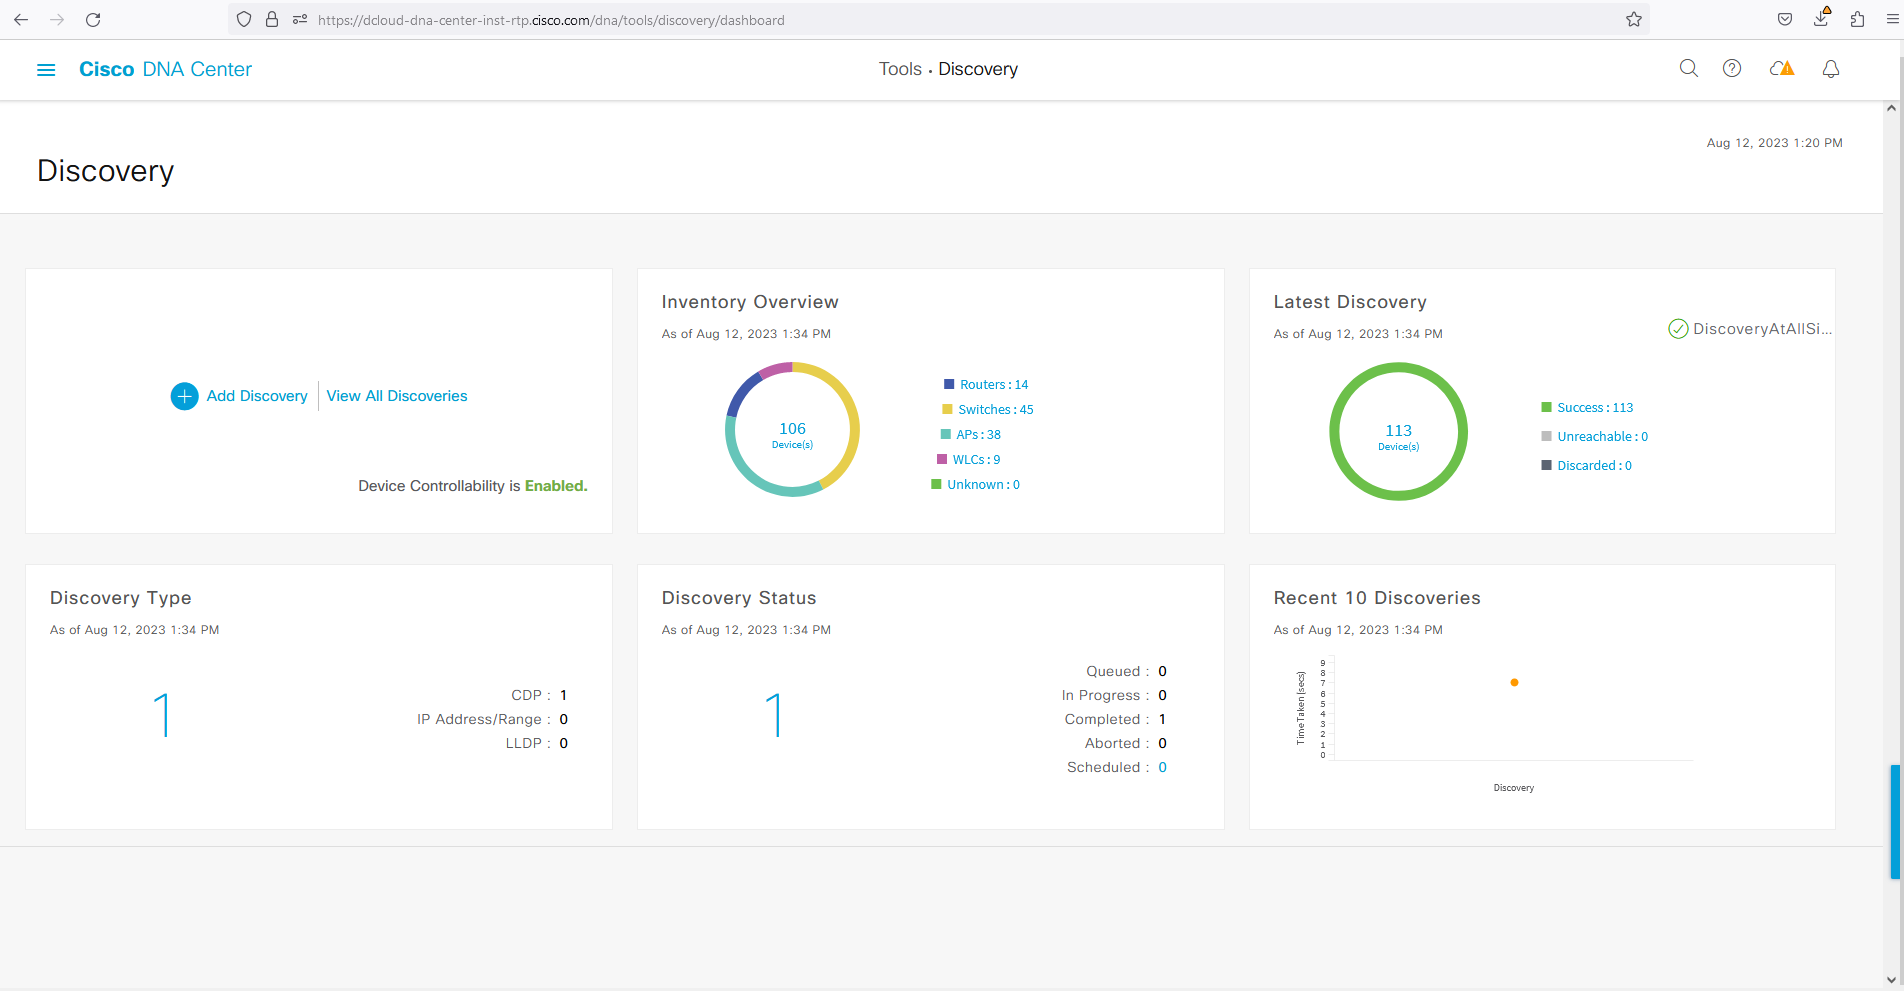 https://dcloud-dna-center-inst-rtp.cisco.com/dna/tools/discovery/dashboard
Cisco DNA Center
Tools • Discovery
Aug 12, 2023 1:20 PM
Discovery
Add Discovery
View All Discoveries
Device Controllability is Enabled.
Inventory Overview
As of Aug 12, 2023 1:34 PM
106
Device(s)
Routers : 14
Switches : 45
APs : 38
WLCs : 9
Unknown : 0
Latest Discovery
As of Aug 12, 2023 1:34 PM
DiscoveryAtAllSi...
113
Device(s)
Success : 113
Unreachable : 0
Discarded : 0
Discovery Type
As of Aug 12, 2023 1:34 PM
1
CDP : 1
IP Address/Range : 0
LLDP : 0
Discovery Status
As of Aug 12, 2023 1:34 PM
1
Queued : 0
In Progress : 0
Completed : 1
Aborted : 0
Scheduled : 0
Recent 10 Discoveries
As of Aug 12, 2023 1:34 PM
Time Taken (secs)
9
8
7
6
5
4
3
2
1
0
Discovery